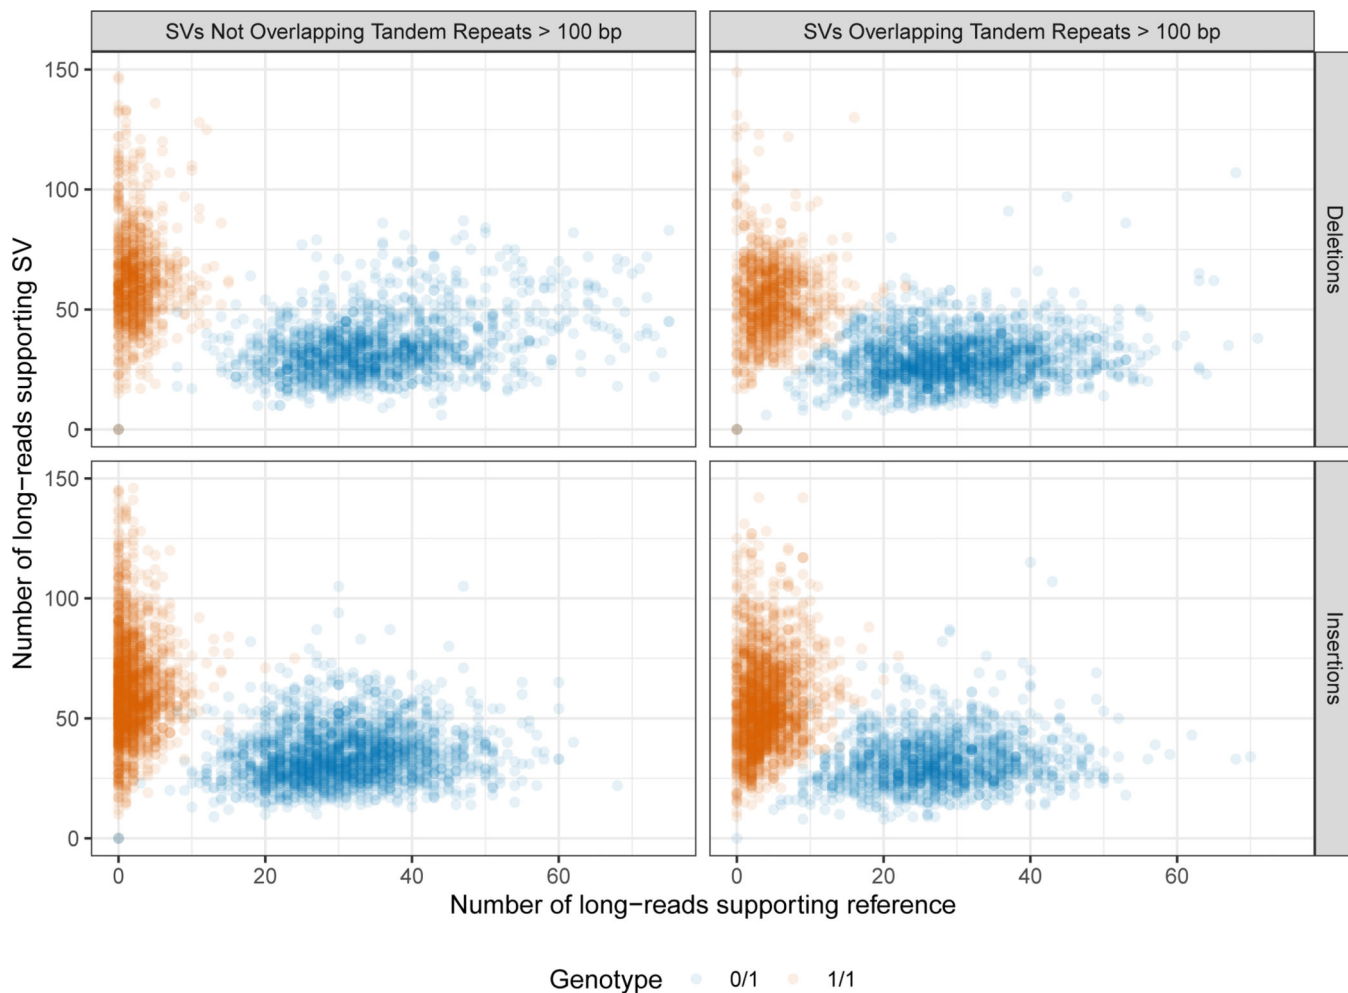 SVs Not Overlapping Tandem Repeats > 100 bp
SVs Overlapping Tandem Repeats > 100 bp
Number of long−reads supporting SV
150
100
50
0
Deletions
150
100
50
0
Insertions
0 20 40 60
0 20 40 60
Number of long−reads supporting reference
Genotype 0/1 1/1